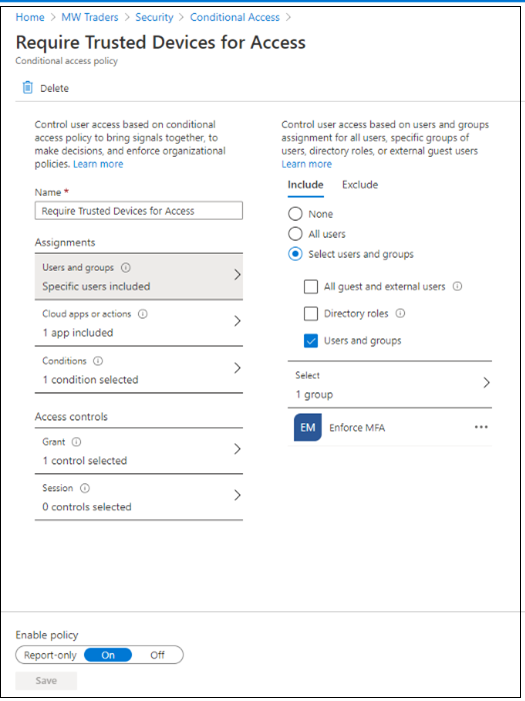 Home > MW Traders > Security > Conditional Access >
Require Trusted Devices for Access
Conditional access policy
Delete
Control user access based on conditional
access policy to bring signals together, to
make decisions, and enforce organizational
policies. Learn more
Name *
Require Trusted Devices for Access
Assignments
Users and groups
Specific users included
Cloud apps or actions
1 app included
Conditions
1 condition selected
Access controls
Grant
1 control selected
Session
0 controls selected
Control user access based on users and groups
assignment for all users, specific groups of
users, directory roles, or external guest users
Learn more
Include Exclude
None
All users
Select users and groups
All guest and external users
Directory roles
Users and groups
Select
1 group
EM Enforce MFA
Enable policy
Report-only On Off
Save